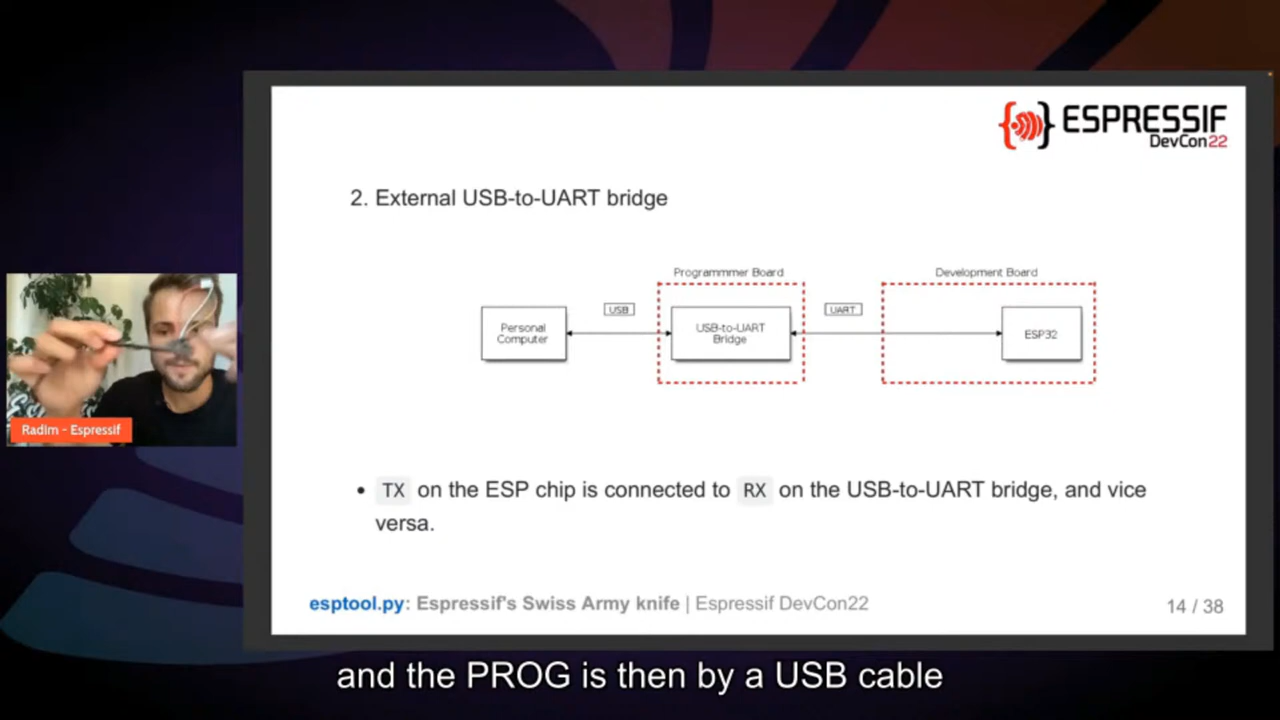 ESPRESSIF
DevCon22
2. External USB-to-UART bridge
Programmmer Board
Development Board
USB
UART
Personal
Computer
USB-to-UART
Bridge
ESP32
Radim - Espressif
• TX on the ESP chip is connected to RX on the USB-to-UART bridge, and vice
versa.
esptool.py: Espressif's Swiss Army knife | Espressif DevCon22
14 / 38
and the PROG is then by a USB cable